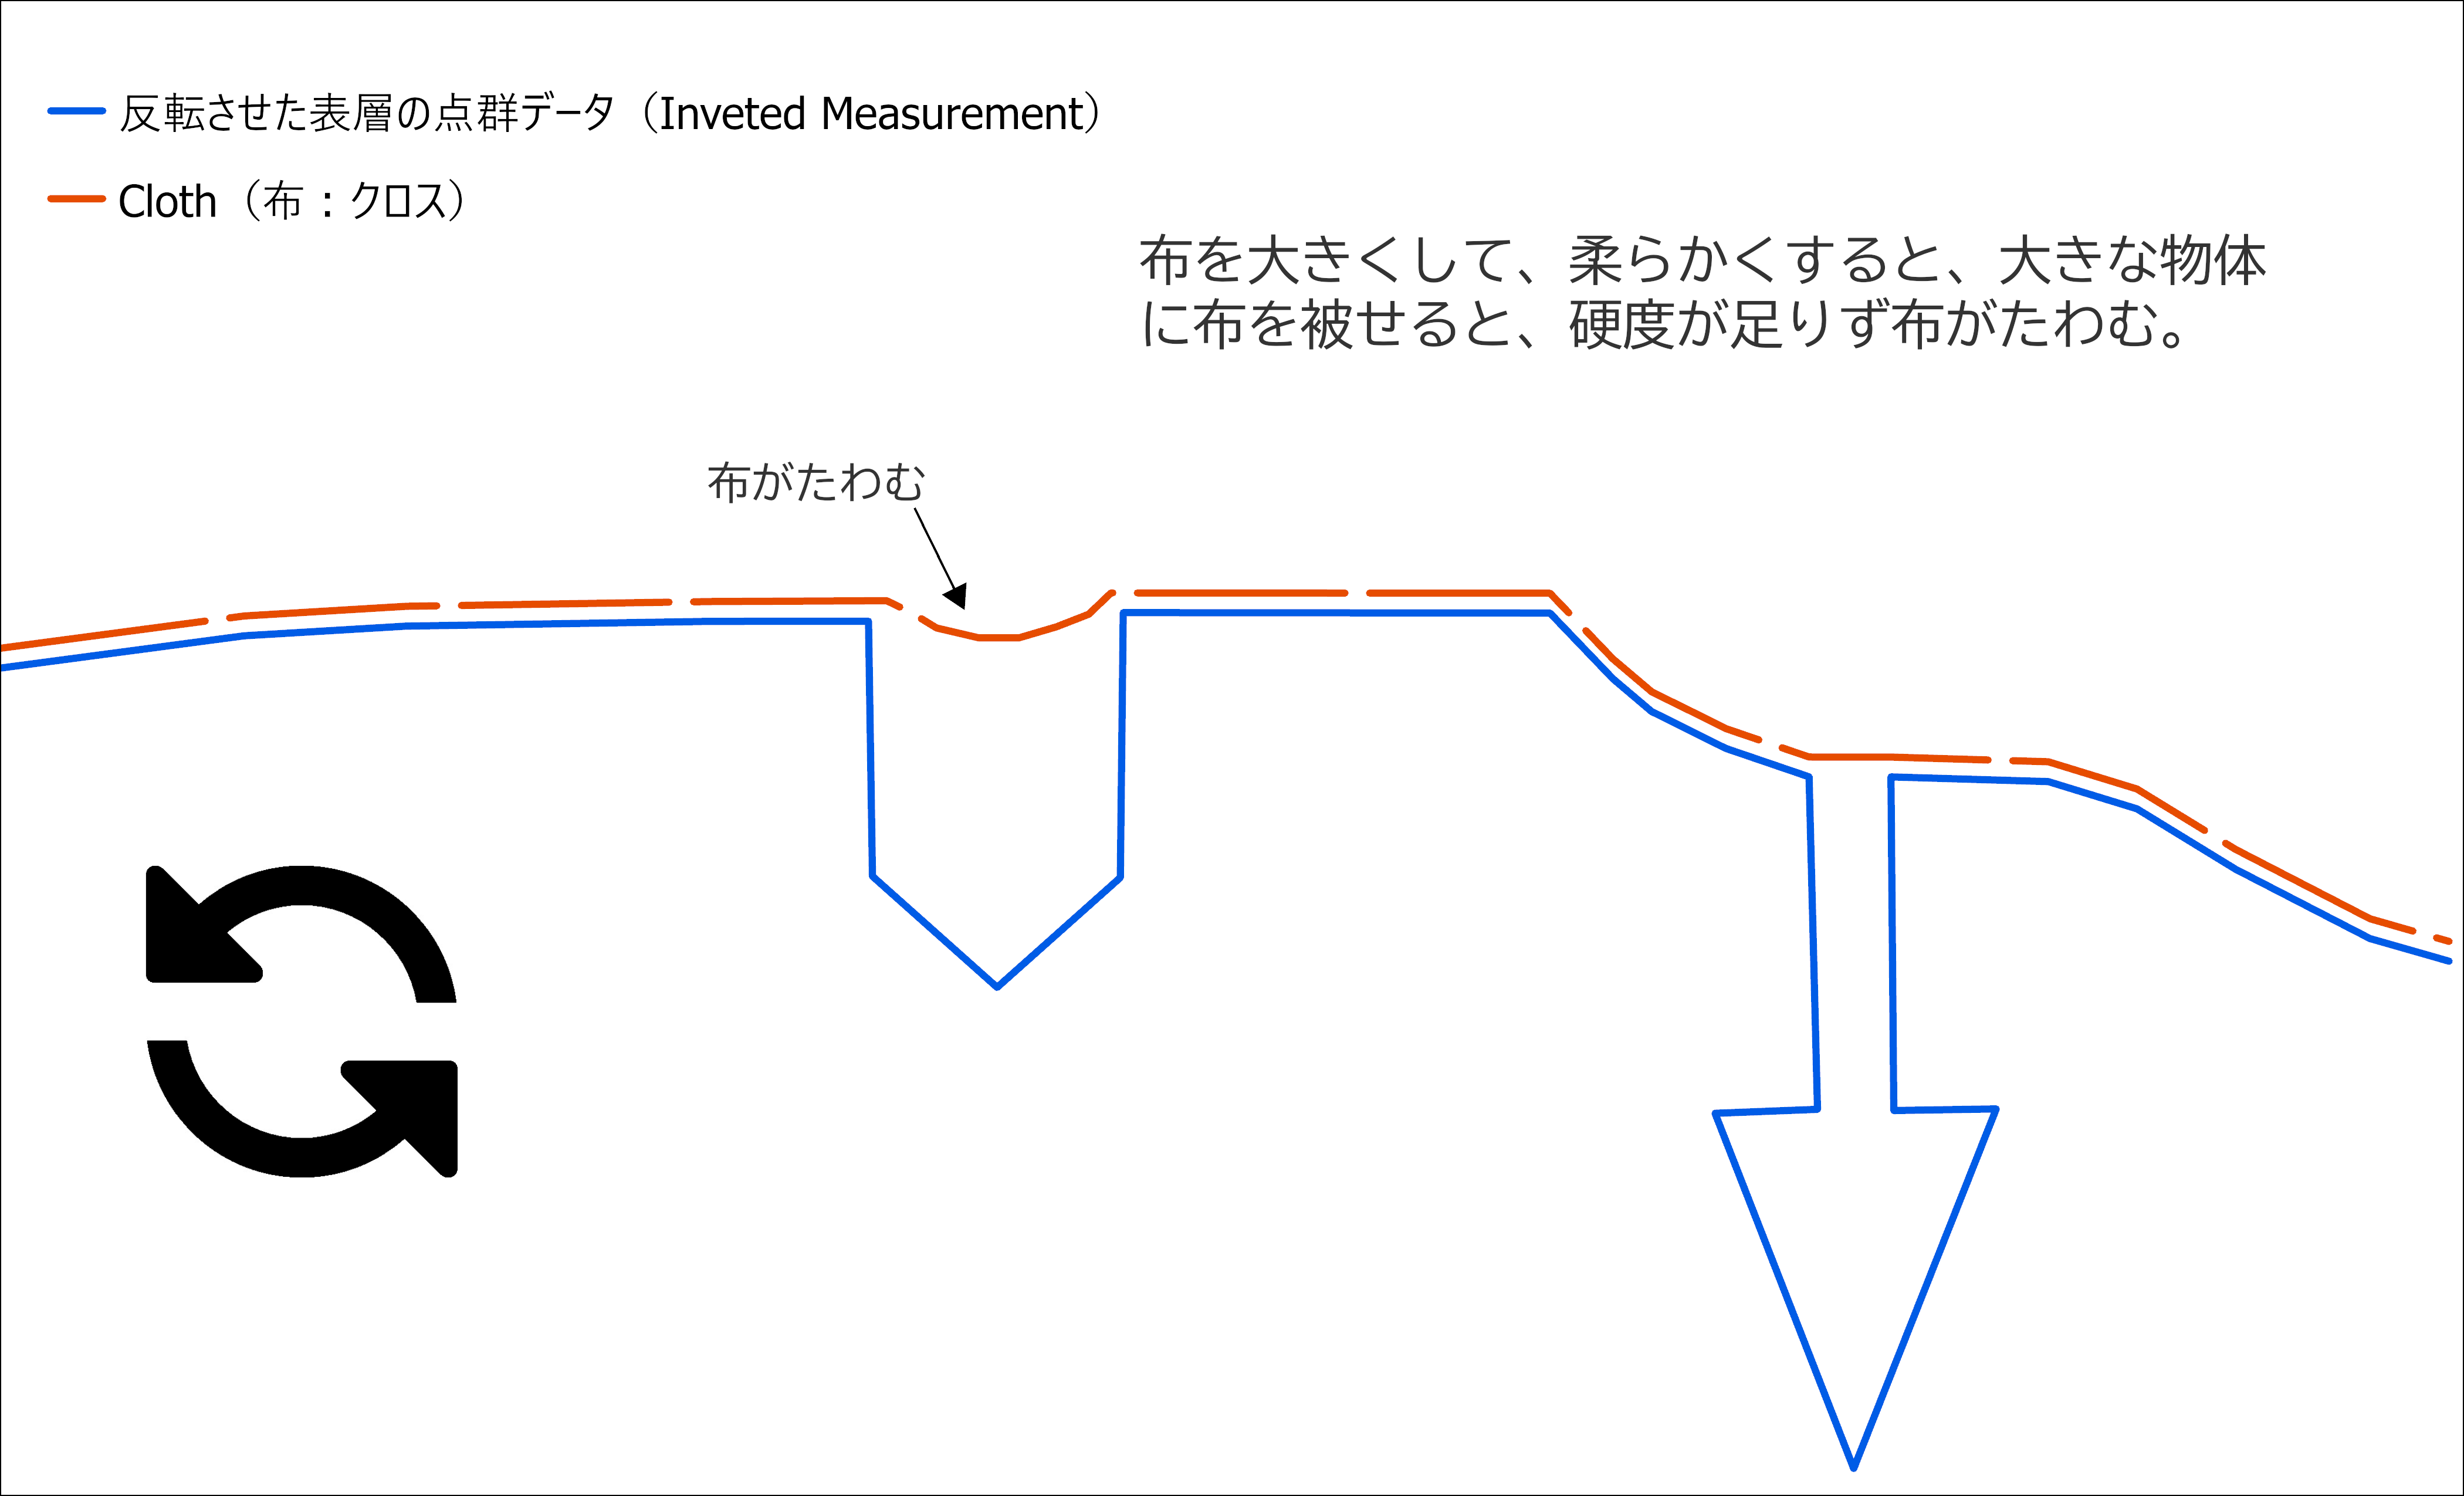 反転させた表層の点群データ（Inveted Measurement）
Cloth（布：クロス）
布を大きくして、柔らかくすると、大きな物体
に布を被せると、硬度が足りず布がたわむ。
布がたわむ